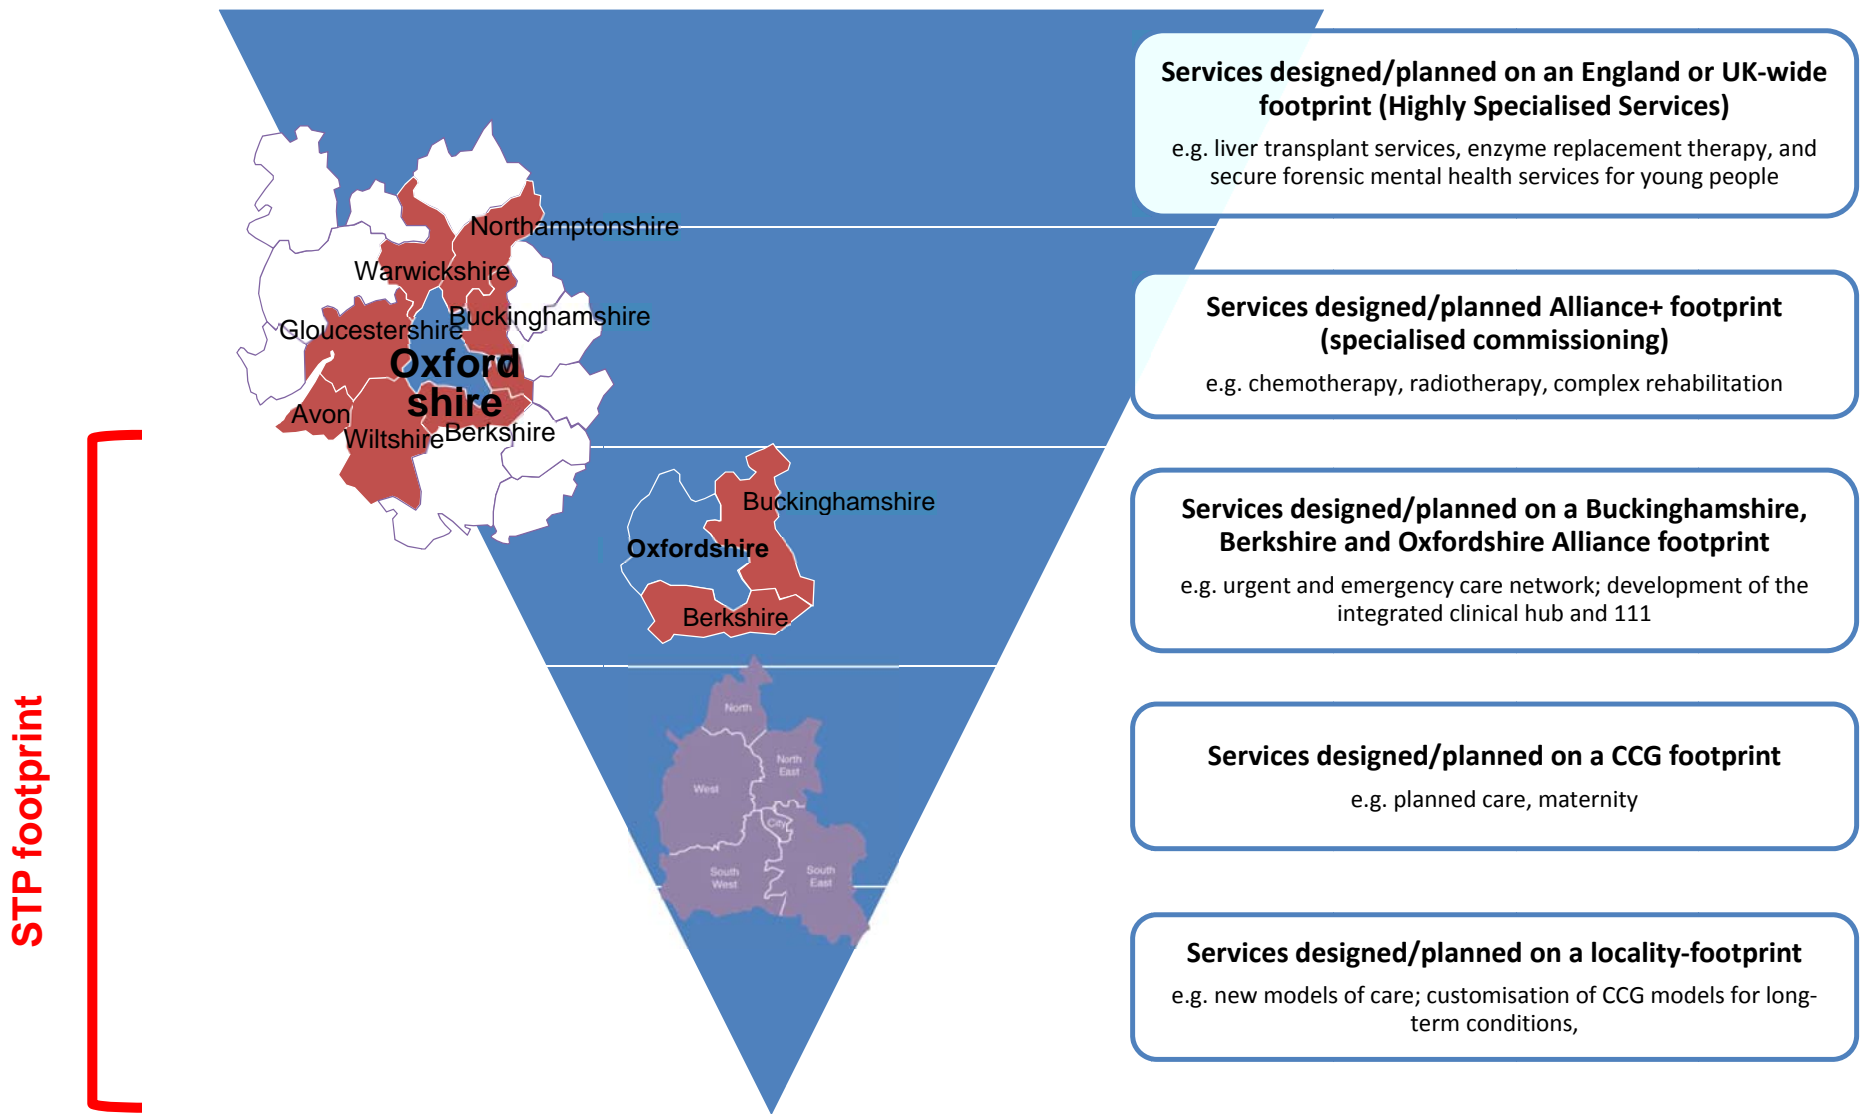 Services designed/planned on an England or UK-wide
footprint (Highly Specialised Services)
e.g. liver transplant services, enzyme replacement therapy, and
secure forensic mental health services for young people
Northamptonshire
Warwickshire
Buckinghamshire
Gloucestershire
Oxford
shire
Avon
Wiltshire
Berkshire
Services designed/planned Alliance+ footprint
(specialised commissioning)
e.g. chemotherapy, radiotherapy, complex rehabilitation
Buckinghamshire
Oxfordshire
Berkshire
Services designed/planned on a Buckinghamshire,
Berkshire and Oxfordshire Alliance footprint
e.g. urgent and emergency care network; development of the
integrated clinical hub and 111
STP footprint
North
North
East
West
City
South
West
South
East
Services designed/planned on a CCG footprint
e.g. planned care, maternity
Services designed/planned on a locality-footprint
e.g. new models of care; customisation of CCG models for long-
term conditions,